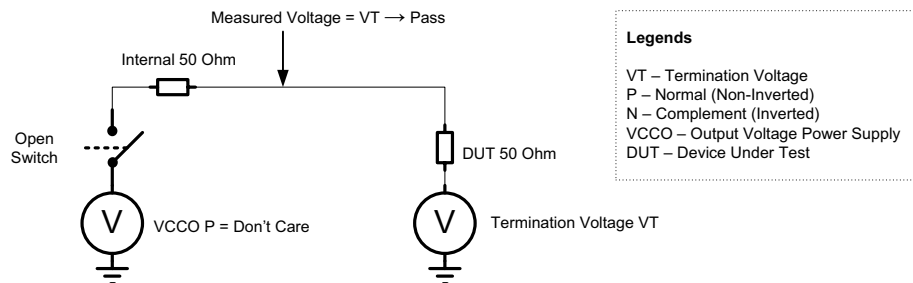 Measured Voltage = VT → Pass
Internal 50 Ohm
Open
Switch
DUT 50 Ohm
V
VCCO P = Don't Care
V
Termination Voltage VT
Legends
VT – Termination Voltage
P – Normal (Non-Inverted)
N – Complement (Inverted)
VCCO – Output Voltage Power Supply
DUT – Device Under Test